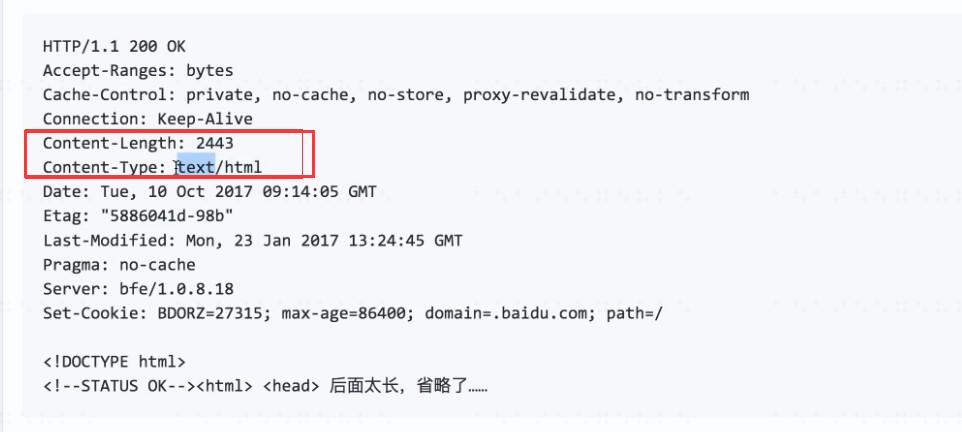 HTTP/1.1 200 OK
Accept-Ranges: bytes
Cache-Control: private, no-cache, no-store, proxy-revalidate, no-transform
Connection: Keep-Alive
Content-Length: 2443
Content-Type: text/html
Date: Tue, 10 Oct 2017 09:14:05 GMT
Etag: "5886041d-98b"
Last-Modified: Mon, 23 Jan 2017 13:24:45 GMT
Pragma: no-cache
Server: bfe/1.0.8.18
Set-Cookie: BDORZ=27315; max-age=86400; domain=.baidu.com; path=/
<!DOCTYPE html>
<!--STATUS OK--><html> <head> 后面太长，省略了……